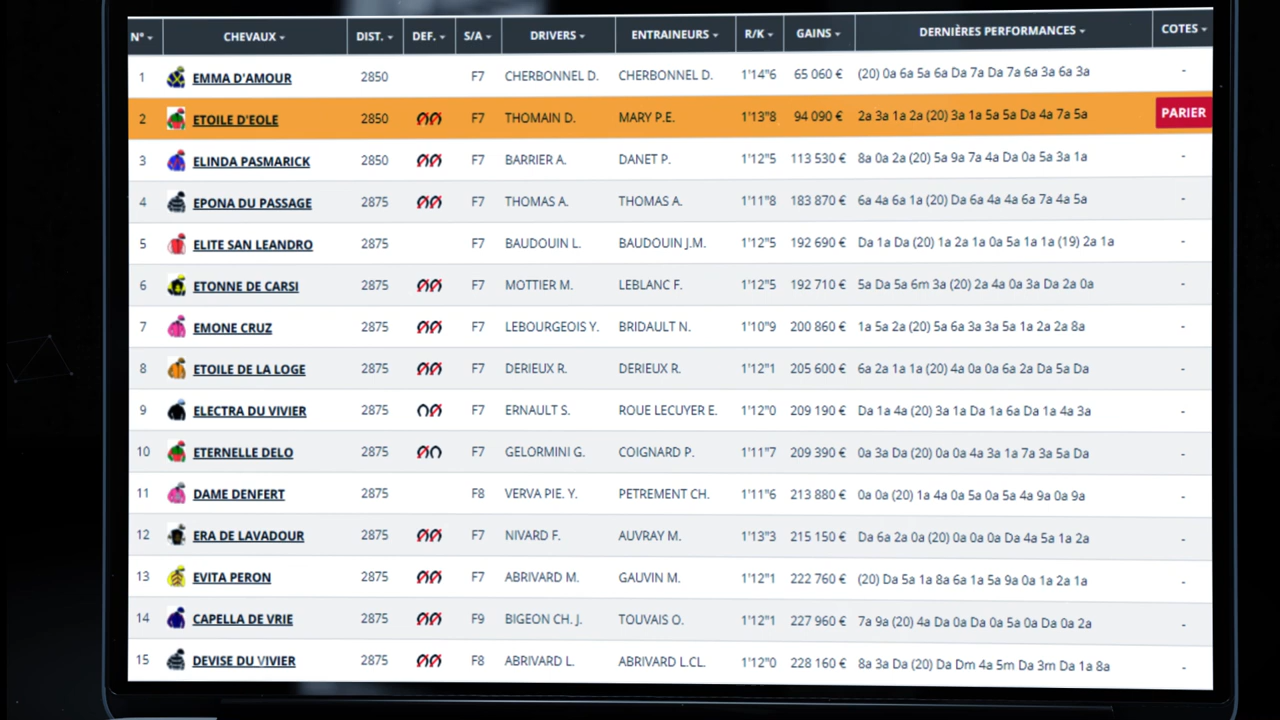 N° CHEVAUX DIST. DEF. S/A DRIVERS ENTRAINEURS R/K GAINS DERNIÈRES PERFORMANCES COTES
1 EMMA D'AMOUR 2850 F7 CHERBONNEL D. CHERBONNEL D. 1'14"6 65 060 € (20) 0a 6a 5a 6a Da 7a Da 7a 6a 3a 6a 3a -
2 ETOILE D'EOLE 2850 F7 THOMAIN D. MARY P.E. 1'13"8 94 090 € 2a 3a 1a 2a (20) 3a 1a 5a 5a Da 4a 7a 5a PARIER
3 ELINDA PASMARICK 2850 F7 BARRIER A. DANET P. 1'12"5 113 530 € 8a 0a 2a (20) 5a 9a 7a 4a Da 0a 5a 3a 1a -
4 EPONA DU PASSAGE 2875 F7 THOMAS A. THOMAS A. 1'11"8 183 870 € 6a 4a 6a 1a (20) Da 6a 4a 4a 6a 7a 4a 5a -
5 ELITE SAN LEANDRO 2875 F7 BAUDOUIN L. BAUDOUIN J.M. 1'12"5 192 690 € Da 1a Da (20) 1a 2a 1a 0a 5a 1a 1a (19) 2a 1a -
6 ETONNE DE CARSI 2875 F7 MOTTIER M. LEBLANC F. 1'12"5 192 710 € 5a Da 5a 6m 3a (20) 2a 4a 0a 3a Da 2a 0a -
7 EMONE CRUZ 2875 F7 LEBOURGEOIS Y. BRIDAULT N. 1'10"9 200 860 € 1a 5a 2a (20) 5a 6a 3a 3a 5a 1a 2a 2a 8a -
8 ETOILE DE LA LOGE 2875 F7 DERIEUX R. DERIEUX R. 1'12"1 205 600 € 6a 2a 1a 1a (20) 4a 0a 0a 6a 2a Da 5a Da -
9 ELECTRA DU VIVIER 2875 F7 ERNAULT S. ROUE LECUYER E. 1'12"0 209 190 € Da 1a 4a (20) 3a 1a Da 1a 6a Da 1a 4a 3a -
10 ETERNELLE DELO 2875 F7 GELORMINI G. COIGNARD P. 1'11"7 209 390 € 0a 3a Da (20) 0a 0a 4a 3a 1a 7a 3a 5a Da -
11 DAME DENFERT 2875 F8 VERVA PIE. Y. PETREMENT CH. 1'11"6 213 880 € 0a 0a (20) 1a 4a 0a 5a 0a 5a 4a 9a 0a 9a -
12 ERA DE LAVADOUR 2875 F7 NIVARD F. AUVRAY M. 1'13"3 215 150 € Da 6a 2a 0a (20) 0a 0a 0a Da 4a 5a 1a 2a -
13 EVITA PERON 2875 F7 ABRIVARD M. GAUVIN M. 1'12"1 222 760 € (20) Da 5a 1a 8a 6a 1a 5a 9a 0a 1a 2a 1a -
14 CAPELLA DE VRIE 2875 F9 BIGEON CH. J. TOUVAIS O. 1'12"1 227 960 € 7a 9a (20) 4a Da 0a Da 0a 5a 0a Da 0a 2a -
15 DEVISE DU VIVIER 2875 F8 ABRIVARD L. ABRIVARD L.CL. 1'12"0 228 160 € 8a 3a Da (20) Da Dm 4a 5m Da 3m Da 1a 8a -